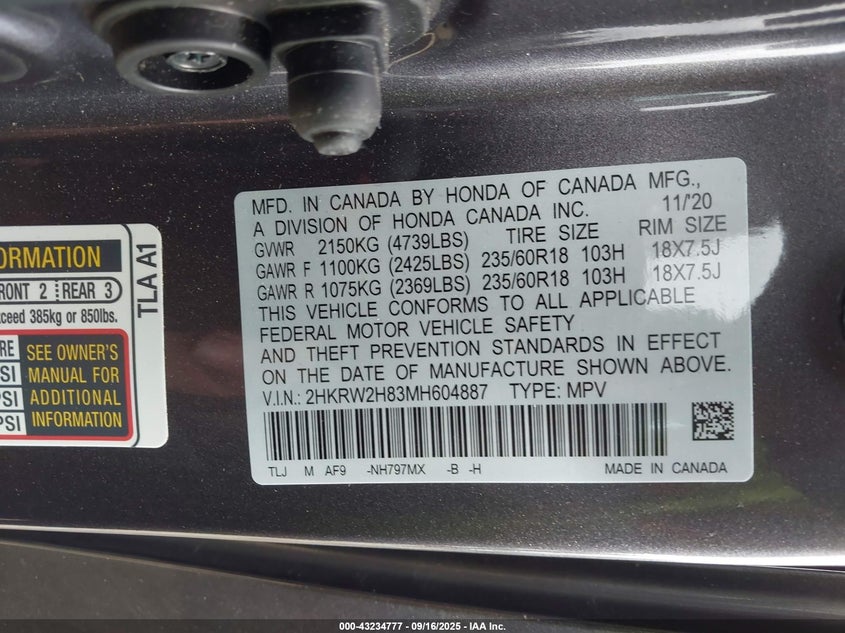 ORMATION
RONT 2 REAR 3
xceed 385kg or 850lbs.
RE
SEE OWNER'S
PSI
MANUAL FOR
PSI
ADDITIONAL
PSI
INFORMATION
TLA A1
MFD. IN CANADA BY HONDA OF CANADA MFG.,
A DIVISION OF HONDA CANADA INC. 11/'20
GVWR 2150KG (4739LBS) TIRE SIZE RIM SIZE
GAWR F 1100KG (2425LBS) 235/60R18 103H 18X7.5J
GAWR R 1075KG (2369LBS) 235/60R18 103H 18X7.5J
THIS VEHICLE CONFORMS TO ALL APPLICABLE
FEDERAL MOTOR VEHICLE SAFETY
AND THEFT PREVENTION STANDARDS IN EFFECT
ON THE DATE OF MANUFACTURE SHOWN ABOVE.
V.I.N.: 2HKRW2H83MH604887 TYPE: MPV
TLJ M AF9 -NH797MX -B -H MADE IN CANADA
000-43234777 - 09/16/2025 - IAA Inc.